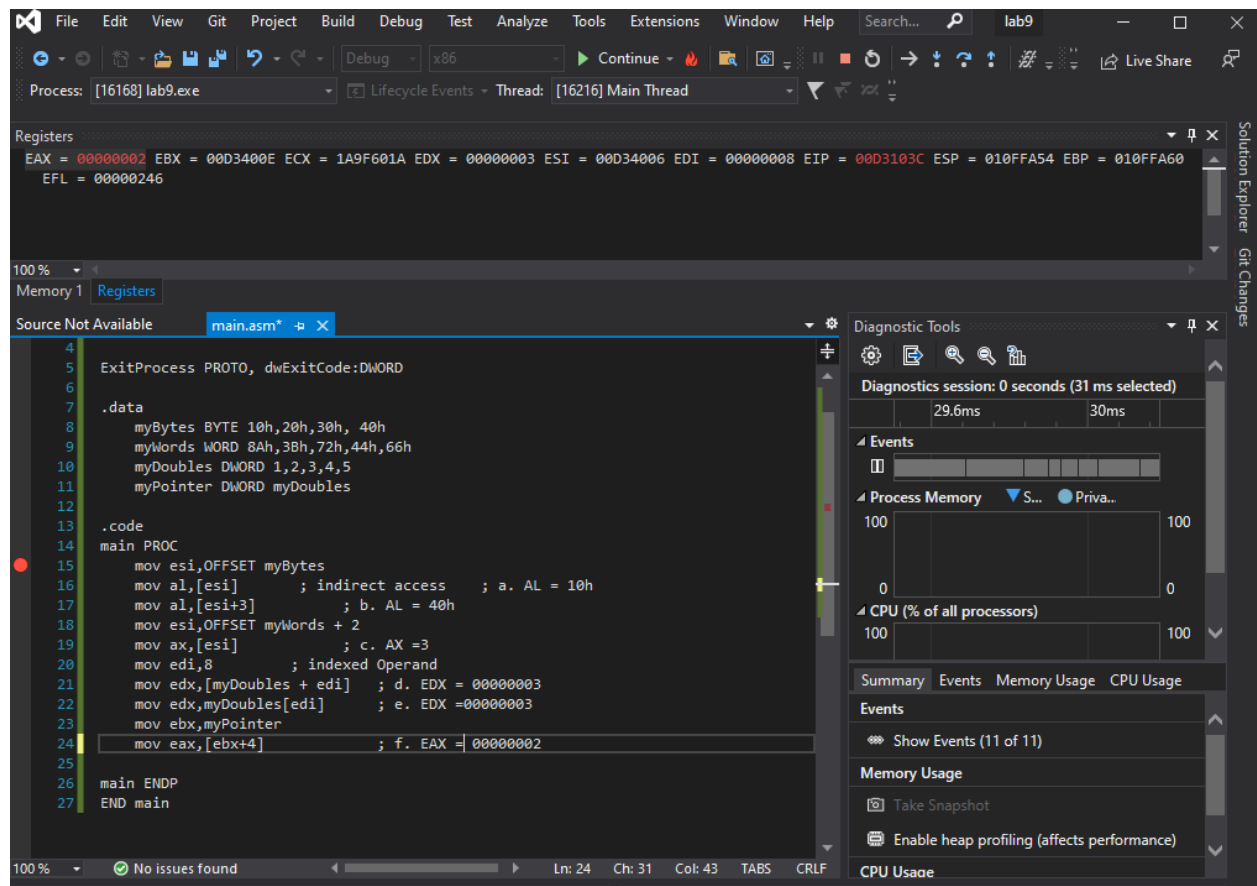 File Edit View Git Project Build Debug Test Analyze Tools Extensions Window Help Search... lab9
Debug x86 Continue Live Share
Process: [16168] lab9.exe Lifecycle Events Thread: [16216] Main Thread
Registers
EAX = 00000002 EBX = 00D3400E ECX = 1A9F601A EDX = 00000003 ESI = 00D34006 EDI = 00000008 EIP = 00D3103C ESP = 010FFA54 EBP = 010FFA60
EFL = 00000246
Solution Explorer
Git Changes
100 %
Memory 1 Registers
Source Not Available main.asm*
4
5 ExitProcess PROTO, dwExitCode:DWORD
6
7 .data
8 myBytes BYTE 10h,20h,30h, 40h
9 myWords WORD 8Ah,3Bh,72h,44h,66h
10 myDoubles DWORD 1,2,3,4,5
11 myPointer DWORD myDoubles
12
13 .code
14 main PROC
15 mov esi,OFFSET myBytes
16 mov al,[esi] ; indirect access ; a. AL = 10h
17 mov al,[esi+3] ; b. AL = 40h
18 mov esi,OFFSET myWords + 2
19 mov ax,[esi] ; c. AX =3
20 mov edi,8 ; indexed Operand
21 mov edx,[myDoubles + edi] ; d. EDX = 00000003
22 mov edx,myDoubles[edi] ; e. EDX =00000003
23 mov ebx,myPointer
24 mov eax,[ebx+4] ; f. EAX = 00000002
25
26 main ENDP
27 END main
100 % No issues found Ln: 24 Ch: 31 Col: 43 TABS CRLF
Diagnostic Tools
Diagnostics session: 0 seconds (31 ms selected)
29.6ms 30ms
Events
Process Memory S... Priva...
100 100
0 0
CPU (% of all processors)
100 100
Summary Events Memory Usage CPU Usage
Events
Show Events (11 of 11)
Memory Usage
Take Snapshot
Enable heap profiling (affects performance)
CPU Usage